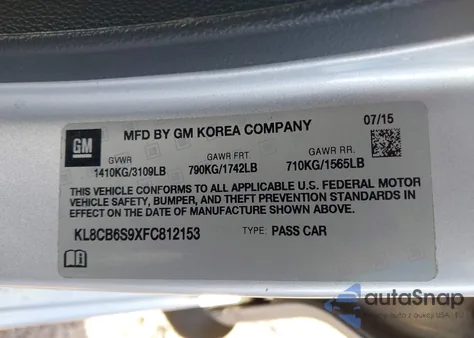 GM
MFD BY GM KOREA COMPANY
07/15
GVWR
GAWR FRT.
GAWR RR.
1410KG/3109LB
790KG/1742LB
710KG/1565LB
THIS VEHICLE CONFORMS TO ALL APPLICABLE U.S. FEDERAL MOTOR
VEHICLE SAFETY, BUMPER, AND THEFT PREVENTION STANDARDS IN
EFFECT ON THE DATE OF MANUFACTURE SHOWN ABOVE.
KL8CB6S9XFC812153
TYPE: PASS CAR
autoSnap